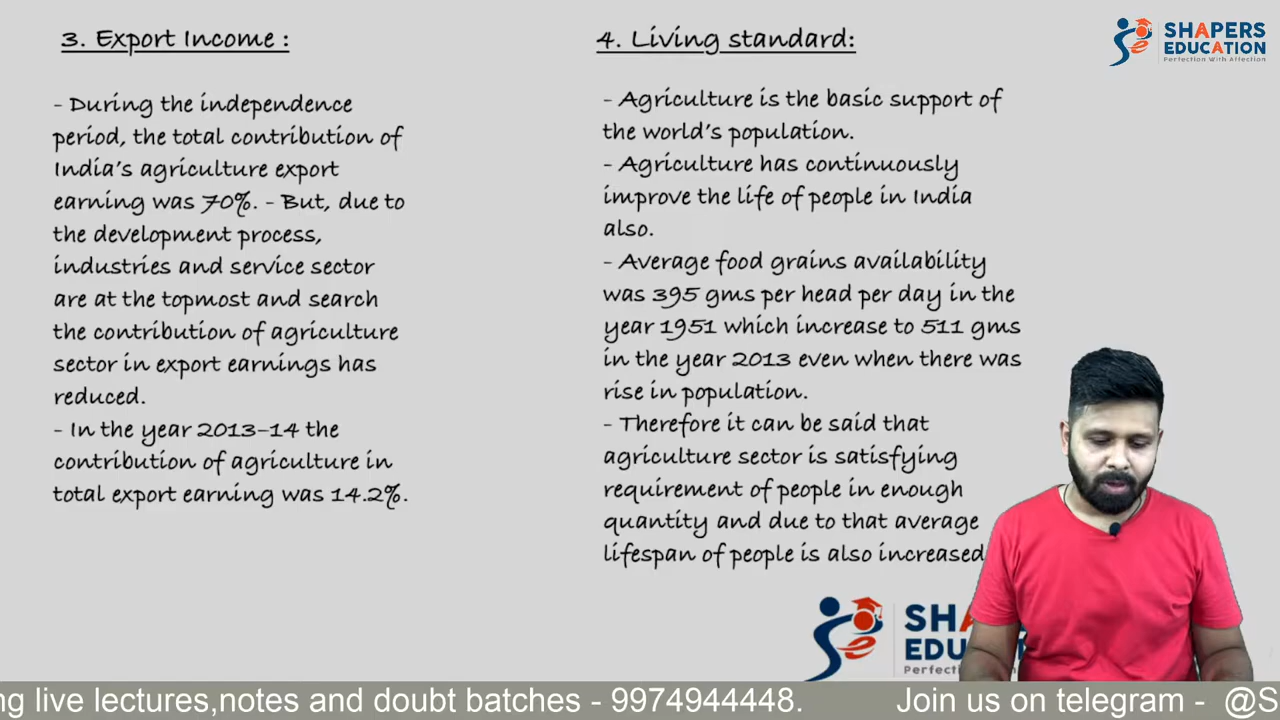 3. Export Income :
- During the independence
period, the total contribution of
India's agriculture export
earning was 70%. - But, due to
the development process,
industries and service sector
are at the topmost and search
the contribution of agriculture
sector in export earnings has
reduced.
- In the year 2013-14 the
contribution of agriculture in
total export earning was 14.2%.
4. Living standard:
- Agriculture is the basic support of
the world's population.
- Agriculture has continuously
improve the life of people in India
also.
- Average food grains availability
was 395 gms per head per day in the
year 1951 which increase to 511 gms
in the year 2013 even when there was
rise in population.
- Therefore it can be said that
agriculture sector is satisfying
requirement of people in enough
quantity and due to that average
lifespan of people is also increased
SHAPERS
EDUCATION
Perfection With Affection
live lectures,notes and doubt batches - 9974944448. Join us on telegram -